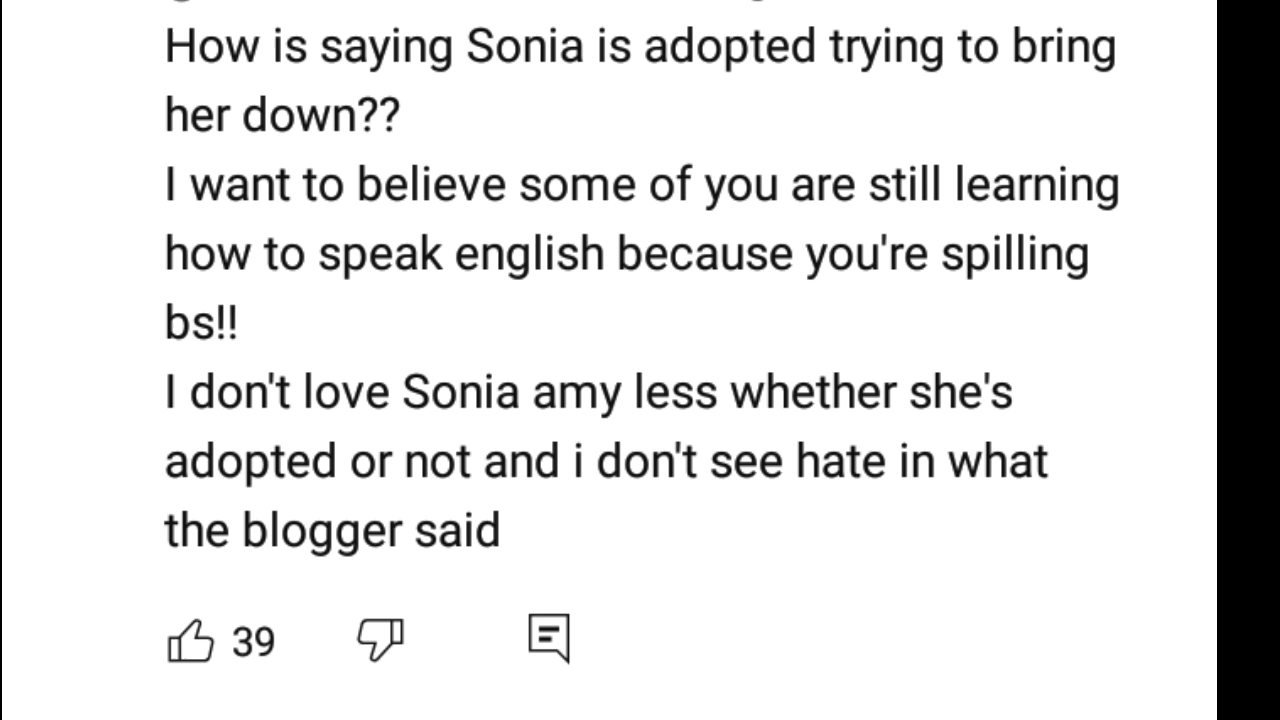 How is saying Sonia is adopted trying to bring
her down??
I want to believe some of you are still learning
how to speak english because you're spilling
bs!!
I don't love Sonia amy less whether she's
adopted or not and i don't see hate in what
the blogger said
39